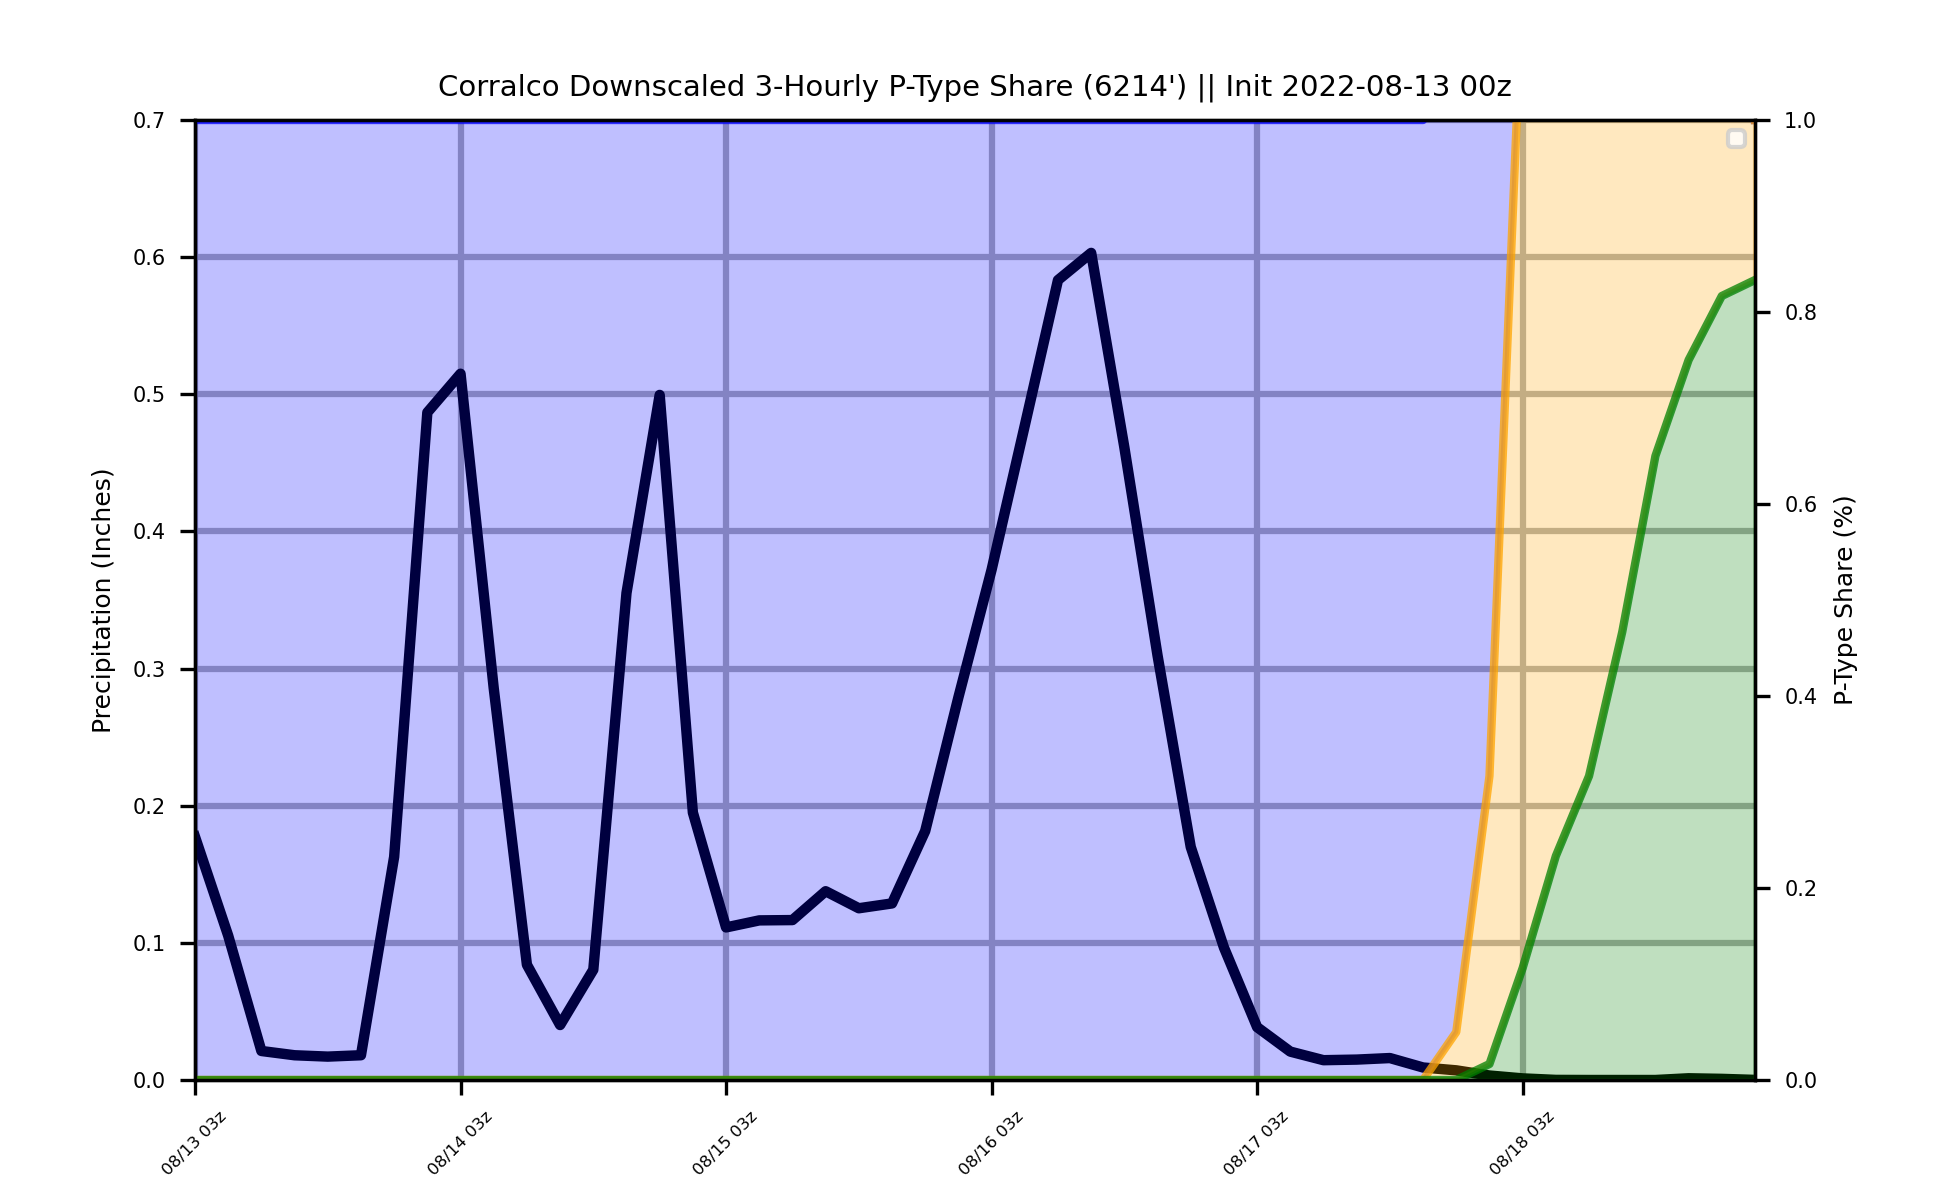 Corralco Downscaled 3-Hourly P-Type Share (6214') || Init 2022-08-13 00z
0.7
0.6
0.5
0.4
0.3
0.2
0.1
0.0
Precipitation (Inches)
1.0
0.8
0.6
0.4
0.2
0.0
P-Type Share (%)
08/13 03z
08/14 03z
08/15 03z
08/16 03z
08/17 03z
08/18 03z